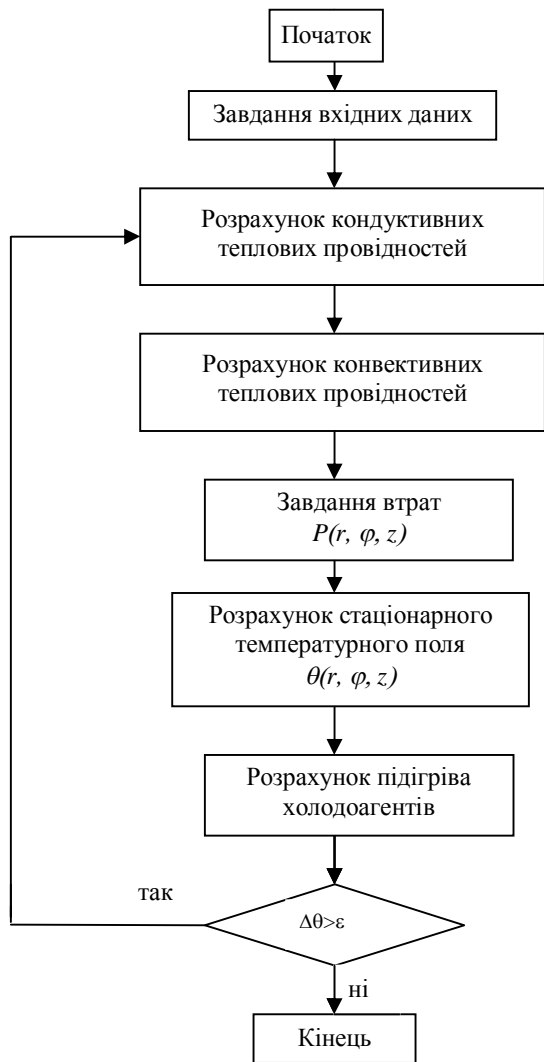 Початок
Завдання вхідних даних
Розрахунок кондуктивних
теплових провідностей
Розрахунок конвективних
теплових провідностей
Завдання втрат
P(r, φ, z)
Розрахунок стаціонарного
температурного поля
θ(r, φ, z)
Розрахунок підігріва
холодоагентів
так
Δθ>ε
ні
Кінець